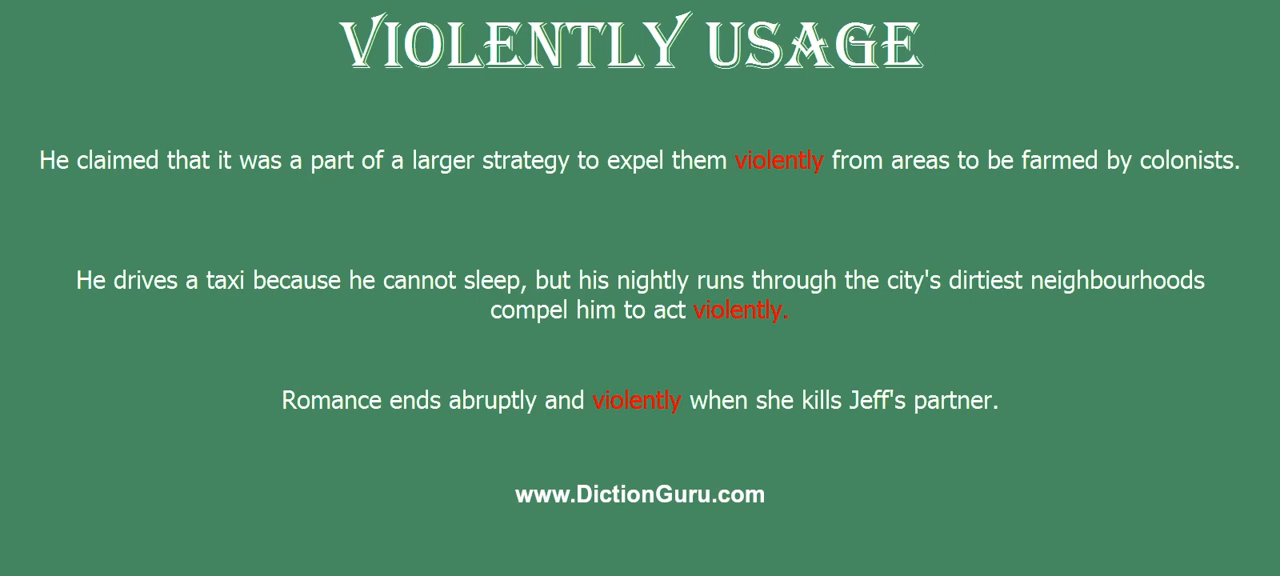 VIOLENTLY USAGE
He claimed that it was a part of a larger strategy to expel them violently from areas to be farmed by colonists.
He drives a taxi because he cannot sleep, but his nightly runs through the city's dirtiest neighbourhoods
compel him to act violently.
Romance ends abruptly and violently when she kills Jeff's partner.
www.DictionGuru.com